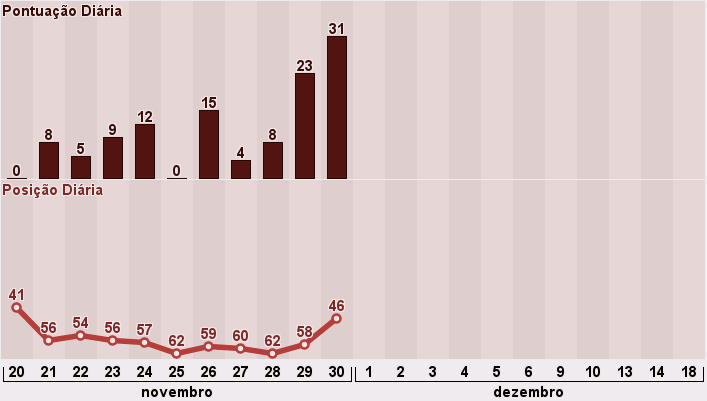 Pontuação Diária
0 8 5 9 12 0 15 4 8 23 31
Posição Diária
41 56 54 56 57 62 59 60 62 58 46
20 21 22 23 24 25 26 27 28 29 30 1 2 3 4 5 6 9 10 13 14 18
novembro dezembro